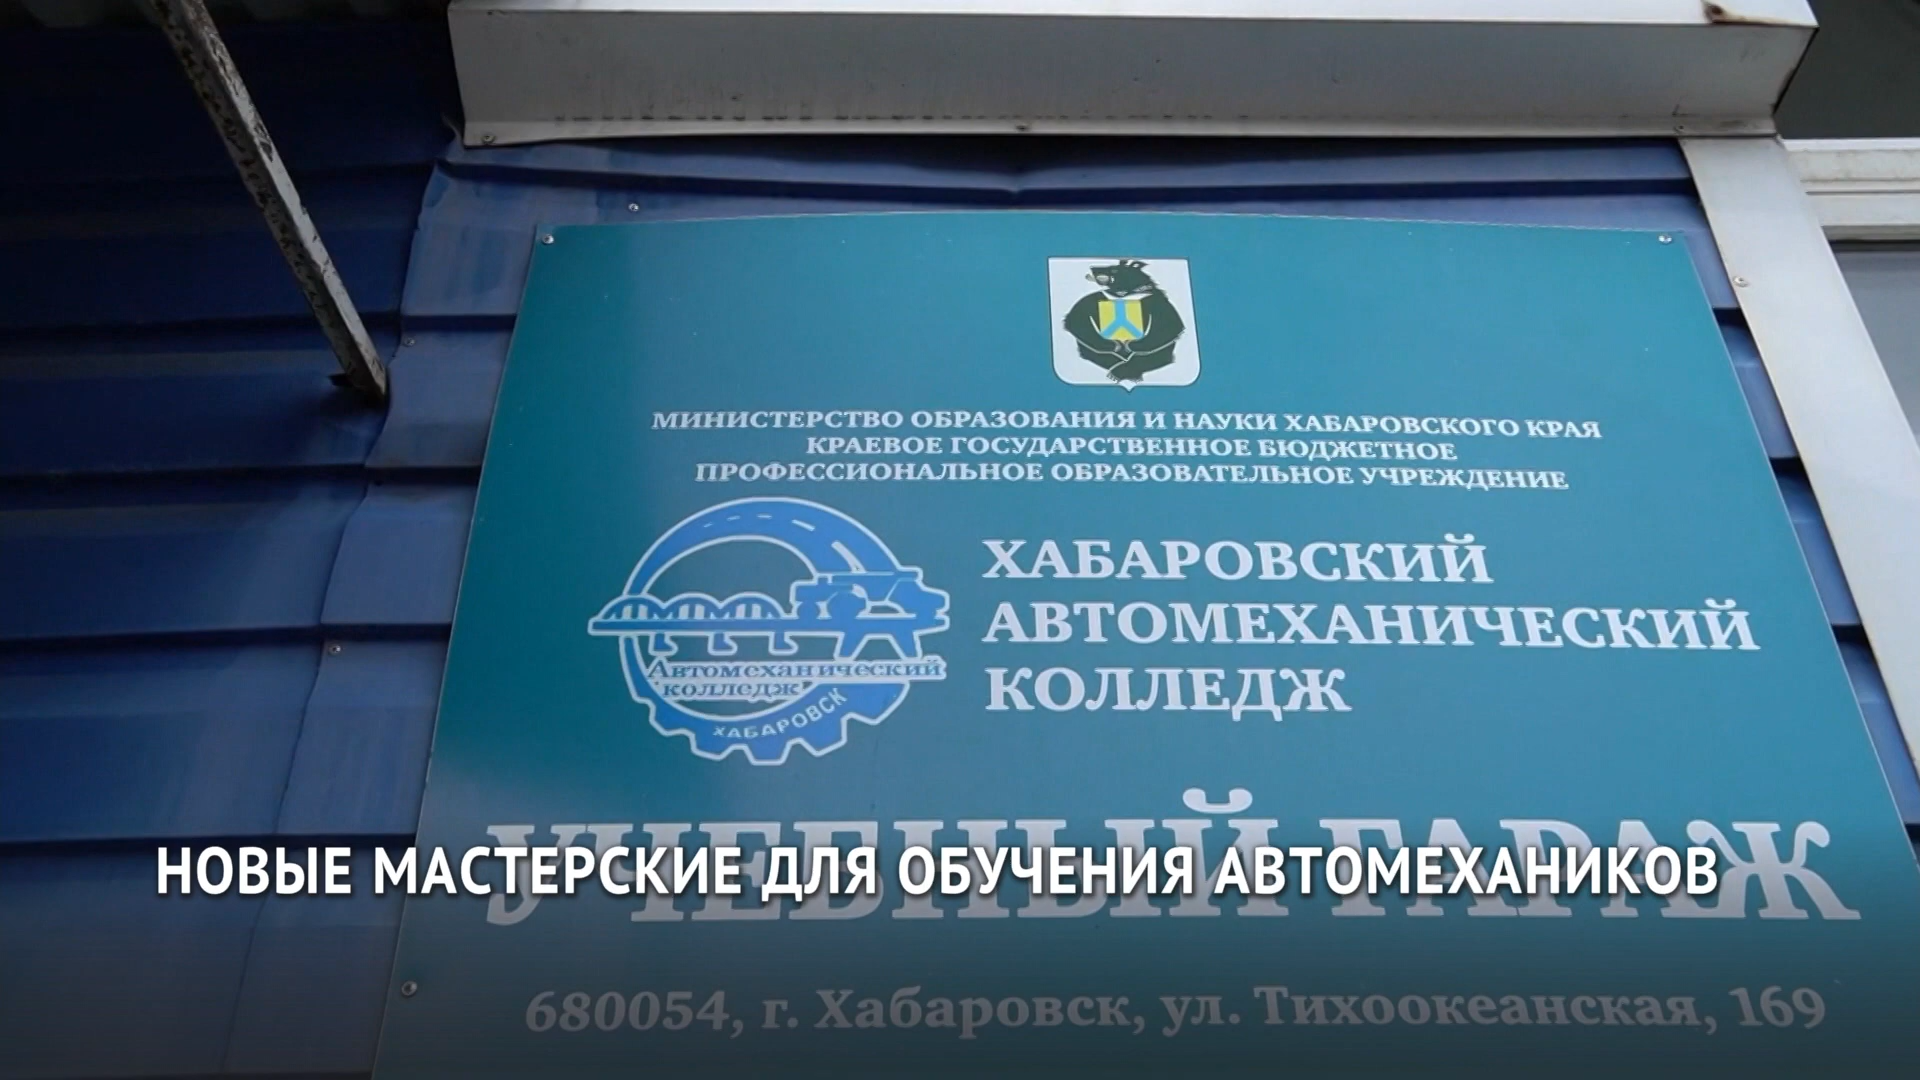 МИНИСТЕРСТВО ОБРАЗОВАНИЯ И НАУКИ ХАБАРОВСКОГО КРАЯ
КРАЕВОЕ ГОСУДАРСТВЕННОЕ БЮДЖЕТНОЕ
ПРОФЕССИОНАЛЬНОЕ ОБРАЗОВАТЕЛЬНОЕ УЧРЕЖДЕНИЕ
Автомеханический
колледж
ХАБАРОВСК
ХАБАРОВСКИЙ
АВТОМЕХАНИЧЕСКИЙ
КОЛЛЕДЖ
УЧЕБНЫЙ ГАРАЖ
НОВЫЕ МАСТЕРСКИЕ ДЛЯ ОБУЧЕНИЯ АВТОМЕХАНИКОВ
680054, г. Хабаровск, ул. Тихоокеанская, 169